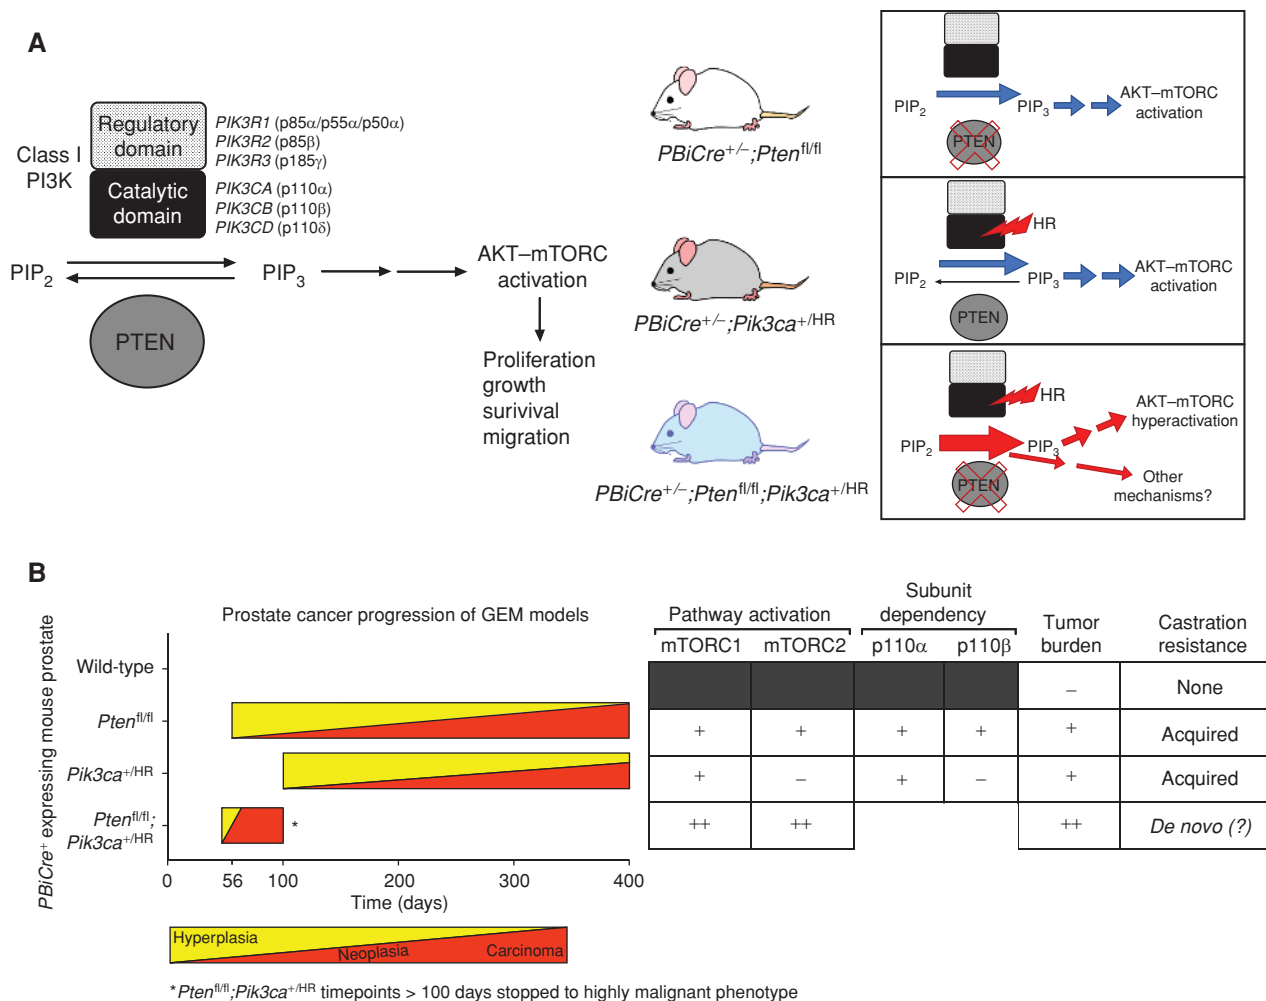 A
Class I
PI3K
Regulatory
domain
Catalytic
domain
PIK3R1 (p85α/p55α/p50α)
PIK3R2 (p85β)
PIK3R3 (p185γ)
PIK3CA (p110α)
PIK3CB (p110β)
PIK3CD (p110δ)
PIP2
PIP3
PTEN
AKT–mTORC
activation
Proliferation
growth
surivival
migration
PBiCre+/–;Ptenfl/fl
PBiCre+/–;Pik3ca+/HR
PBiCre+/–;Ptenfl/fl;Pik3ca+/HR
PIP2
PIP3
AKT–mTORC
activation
PTEN
HR
PIP2
PIP3
AKT–mTORC
activation
PTEN
HR
AKT–mTORC
hyperactivation
PIP2
PIP3
PTEN
Other
mechanisms?
B
Prostate cancer progression of GEM models
PBiCre+ expressing mouse prostate
Wild-type
Ptenfl/fl
Pik3ca+/HR
Ptenfl/fl;
Pik3ca+/HR
*
0 56 100 200 300 400
Time (days)
Hyperplasia
Neoplasia
Carcinoma
Pathway activation
Subunit
dependency
Tumor
burden
Castration
resistance
mTORC1 mTORC2 p110α p110β
– None
+ + + + + Acquired
+ – + – + Acquired
++ ++ ++ De novo (?)
*Ptenfl/fl;Pik3ca+/HR timepoints > 100 days stopped to highly malignant phenotype